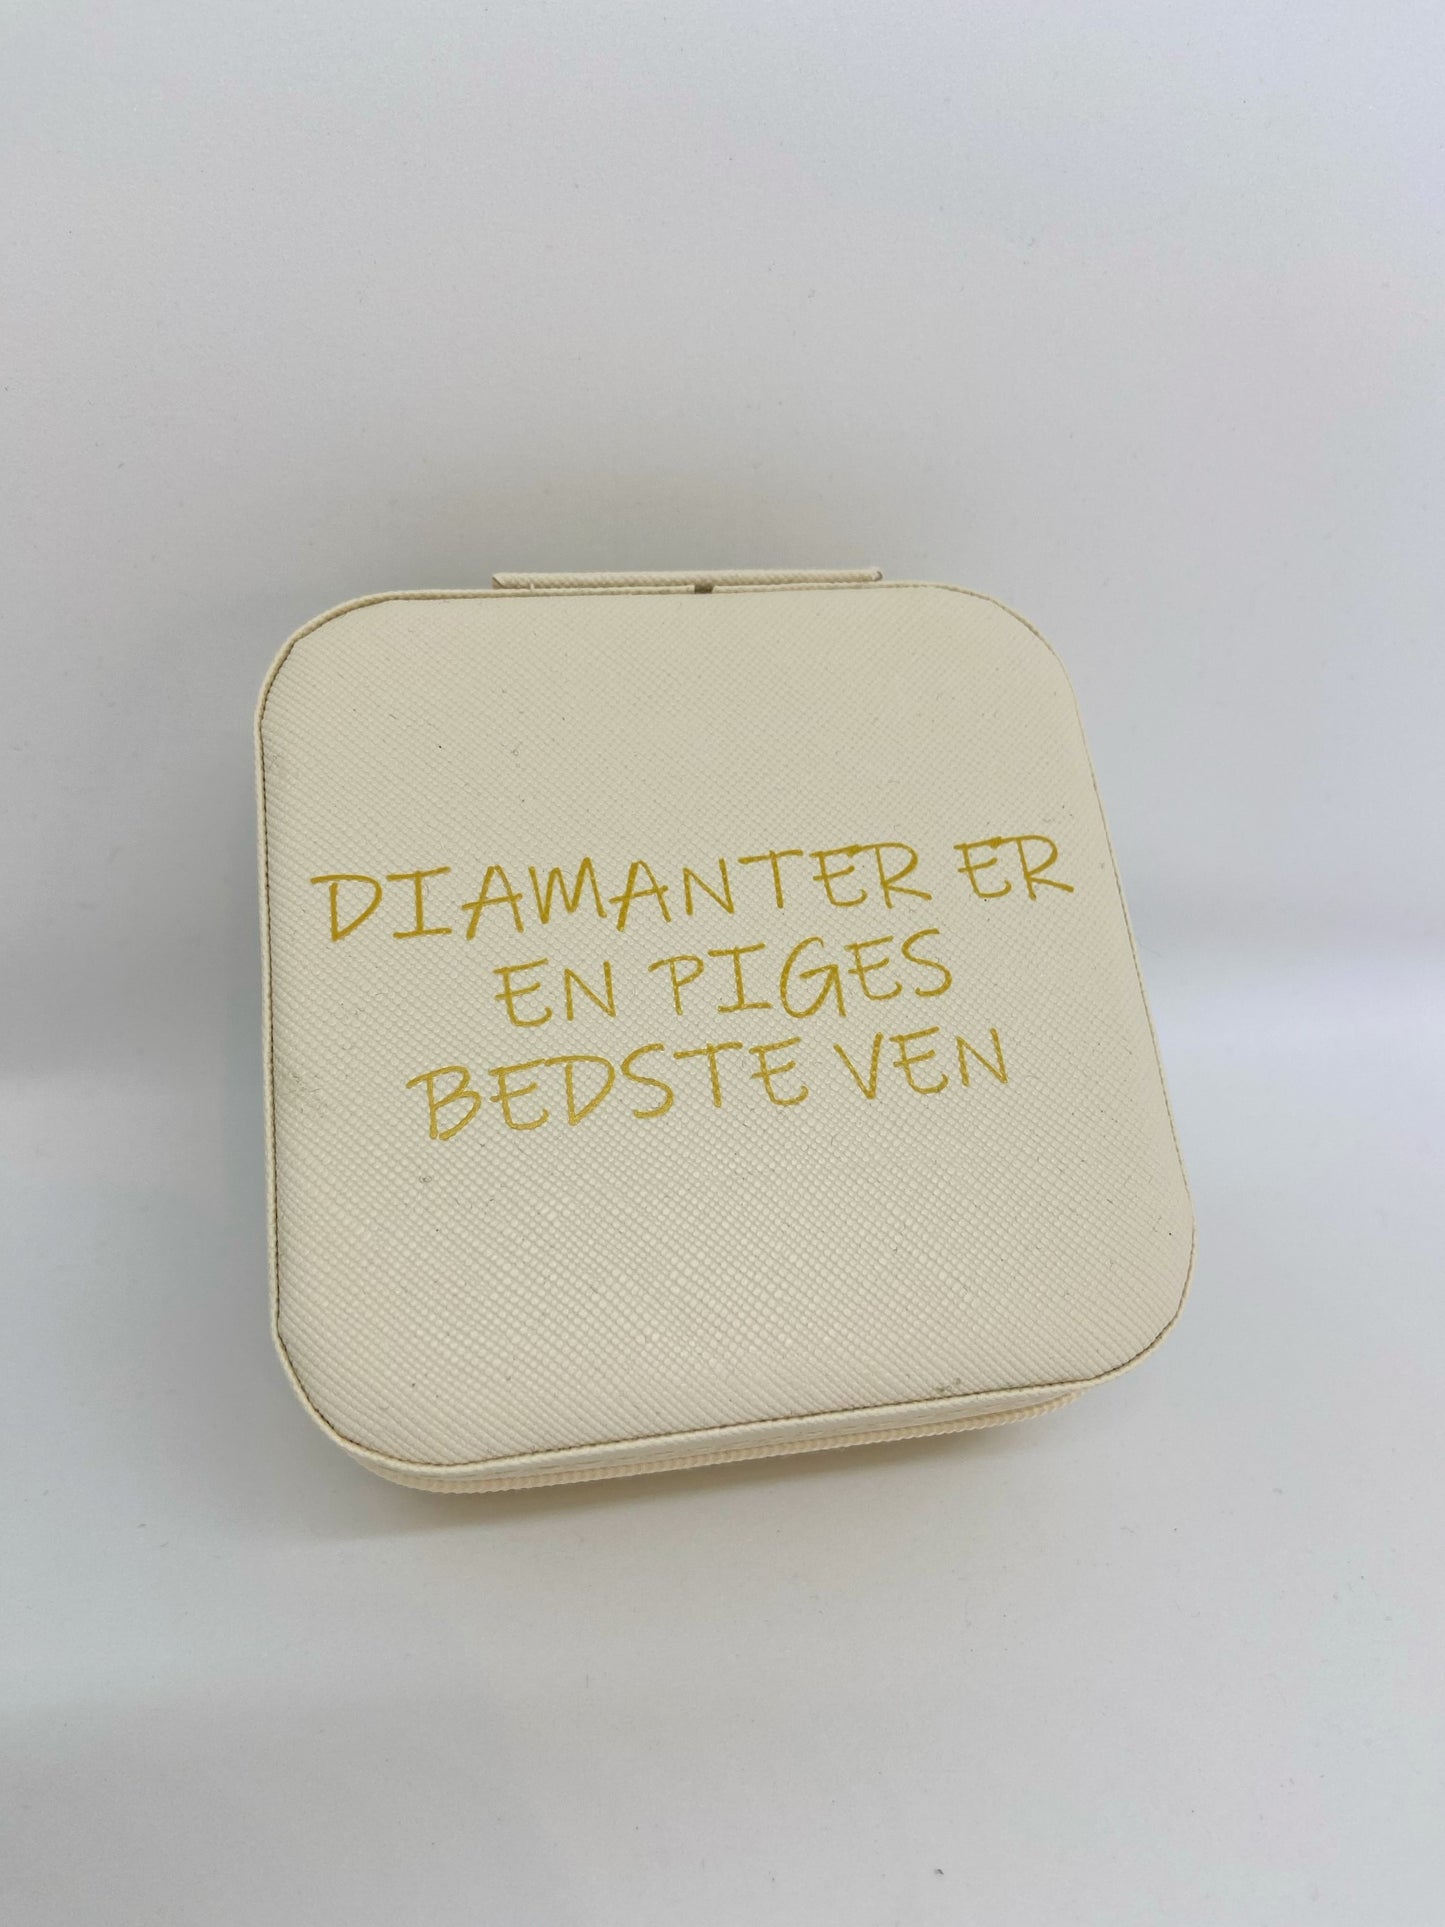 DIAMANTER ER
EN PIGES
BEDSTE VEN